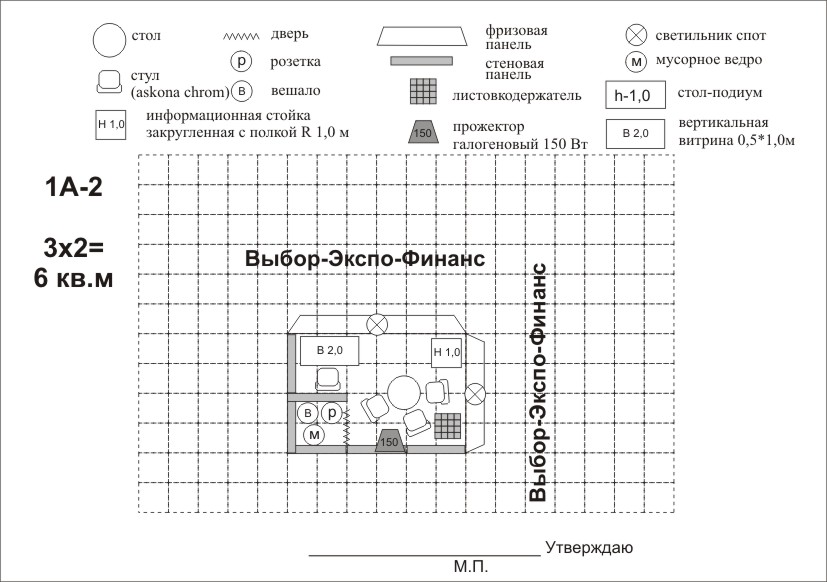 стол
дверь
фризовая
панель
светильник спот
р
розетка
стеновая
панель
м
мусорное ведро
стул
(askona chrom)
в
вешало
листовкодержатель
h-1,0
стол-подиум
H 1,0
информационная стойка
закругленная с полкой R 1,0 м
150
прожектор
галогеновый 150 Вт
В 2,0
вертикальная
витрина 0,5*1,0м
1А-2
3х2=
6 кв.м
Выбор-Экспо-Финанс
Выбор-Экспо-Финанс
В 2,0
H 1,0
в
р
м
150
Утверждаю
М.П.